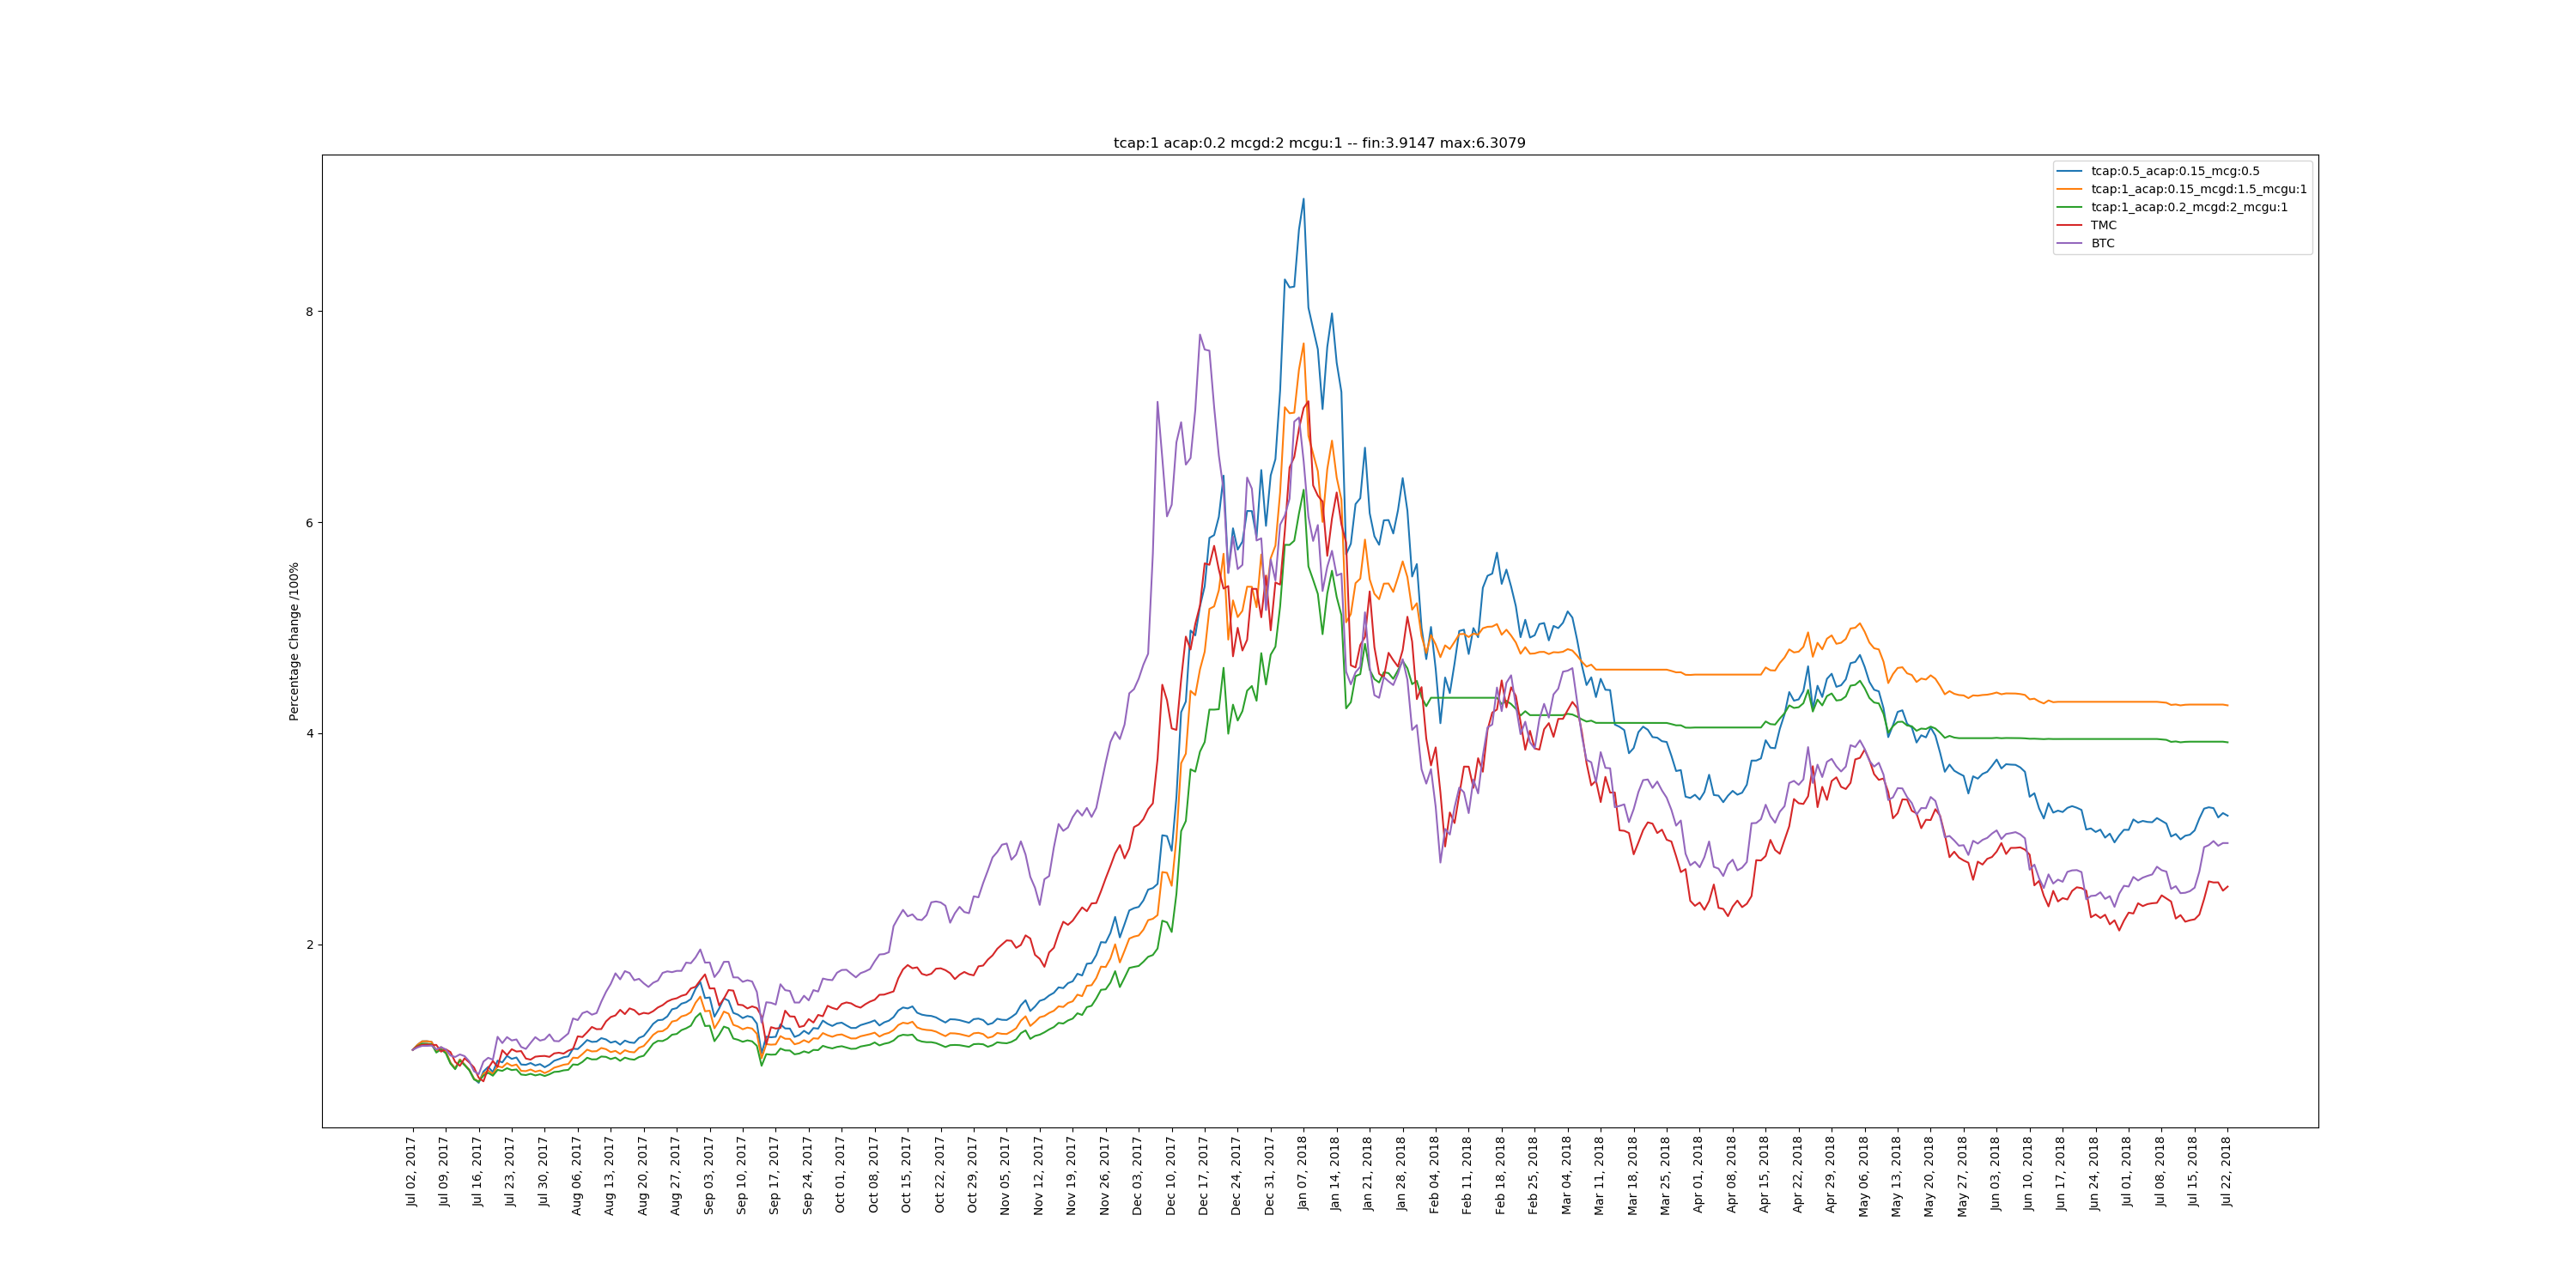 tcap:1 acap:0.2 mcgd:2 mcgu:1 -- fin:3.9147 max:6.3079
tcap:0.5_acap:0.15_mcg:0.5
tcap:1_acap:0.15_mcgd:1.5_mcgu:1
tcap:1_acap:0.2_mcgd:2_mcgu:1
TMC
BTC
Percentage Change /100%
8
6
4
2
Jul 02, 2017
Jul 09, 2017
Jul 16, 2017
Jul 23, 2017
Jul 30, 2017
Aug 06, 2017
Aug 13, 2017
Aug 20, 2017
Aug 27, 2017
Sep 03, 2017
Sep 10, 2017
Sep 17, 2017
Sep 24, 2017
Oct 01, 2017
Oct 08, 2017
Oct 15, 2017
Oct 22, 2017
Oct 29, 2017
Nov 05, 2017
Nov 12, 2017
Nov 19, 2017
Nov 26, 2017
Dec 03, 2017
Dec 10, 2017
Dec 17, 2017
Dec 24, 2017
Dec 31, 2017
Jan 07, 2018
Jan 14, 2018
Jan 21, 2018
Jan 28, 2018
Feb 04, 2018
Feb 11, 2018
Feb 18, 2018
Feb 25, 2018
Mar 04, 2018
Mar 11, 2018
Mar 18, 2018
Mar 25, 2018
Apr 01, 2018
Apr 08, 2018
Apr 15, 2018
Apr 22, 2018
Apr 29, 2018
May 06, 2018
May 13, 2018
May 20, 2018
May 27, 2018
Jun 03, 2018
Jun 10, 2018
Jun 17, 2018
Jun 24, 2018
Jul 01, 2018
Jul 08, 2018
Jul 15, 2018
Jul 22, 2018